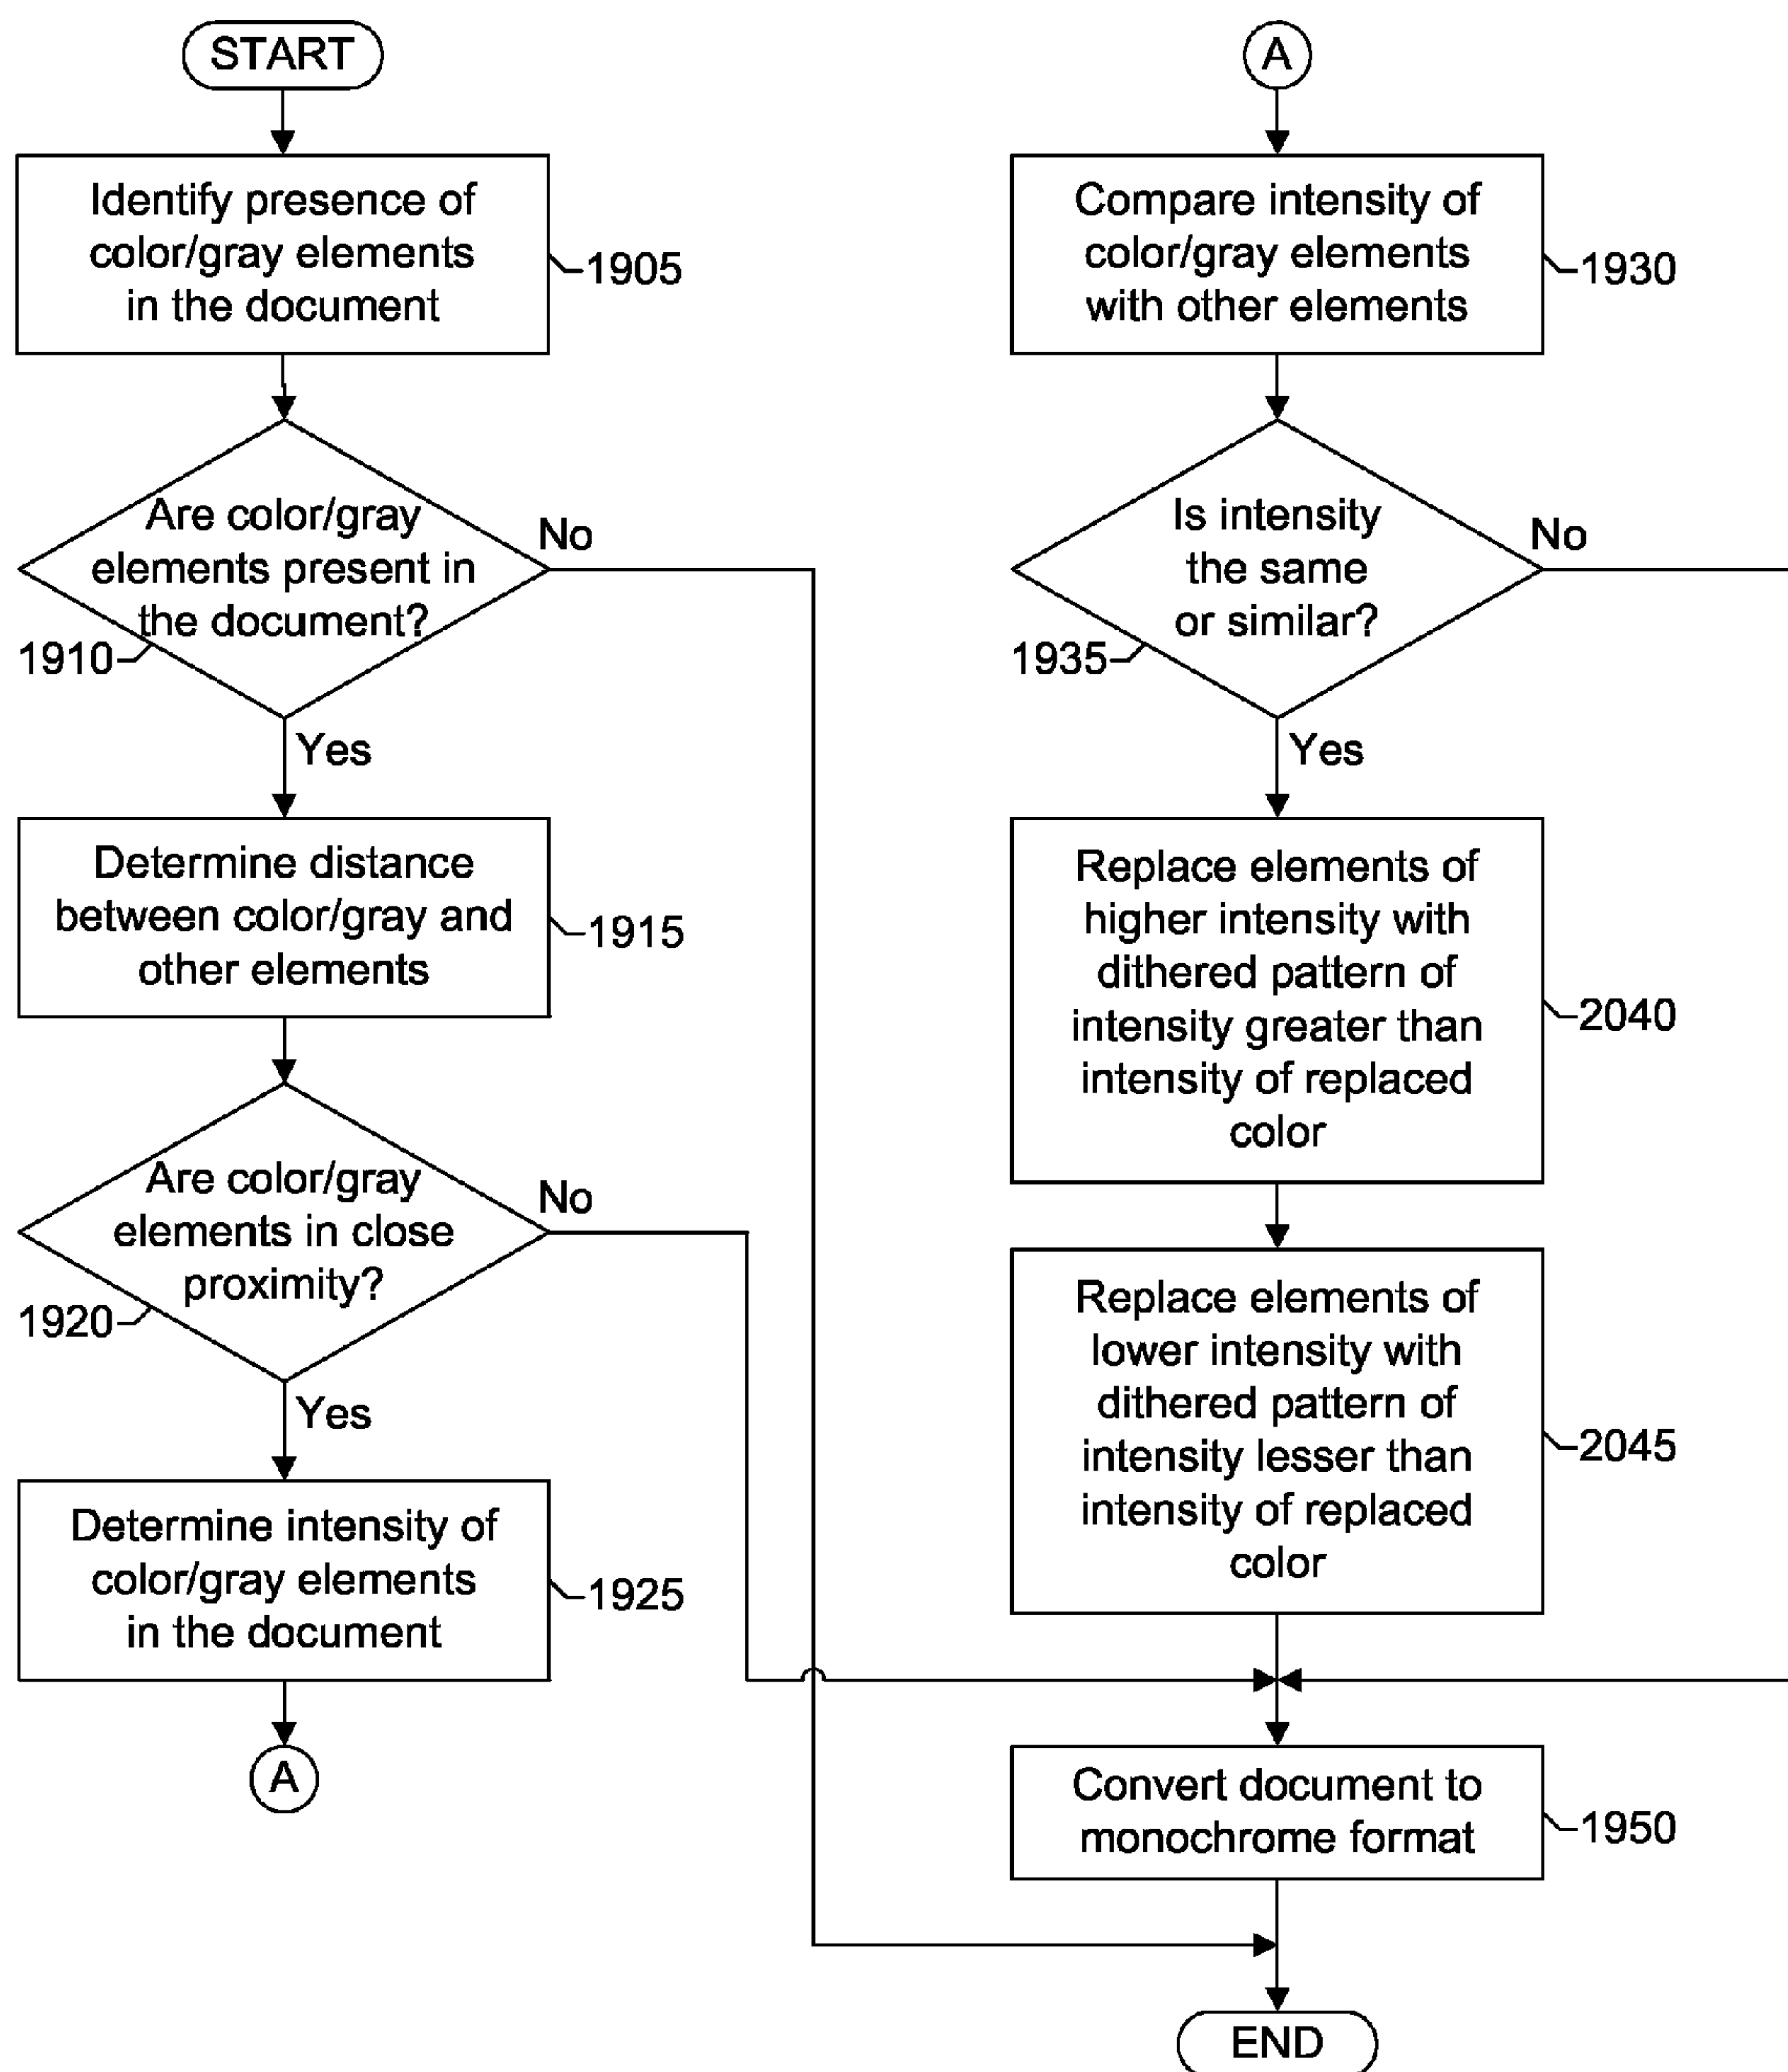 START
Identify presence of
color/gray elements
in the document
1905
Are color/gray
elements present in
the document?
1910
No
Yes
Determine distance
between color/gray and
other elements
1915
Are color/gray
elements in close
proximity?
1920
No
Yes
Determine intensity of
color/gray elements
in the document
1925
A
A
Compare intensity of
color/gray elements
with other elements
1930
Is intensity
the same
or similar?
1935
No
Yes
Replace elements of
higher intensity with
dithered pattern of
intensity greater than
intensity of replaced
color
2040
Replace elements of
lower intensity with
dithered pattern of
intensity lesser than
intensity of replaced
color
2045
Convert document to
monochrome format
1950
END